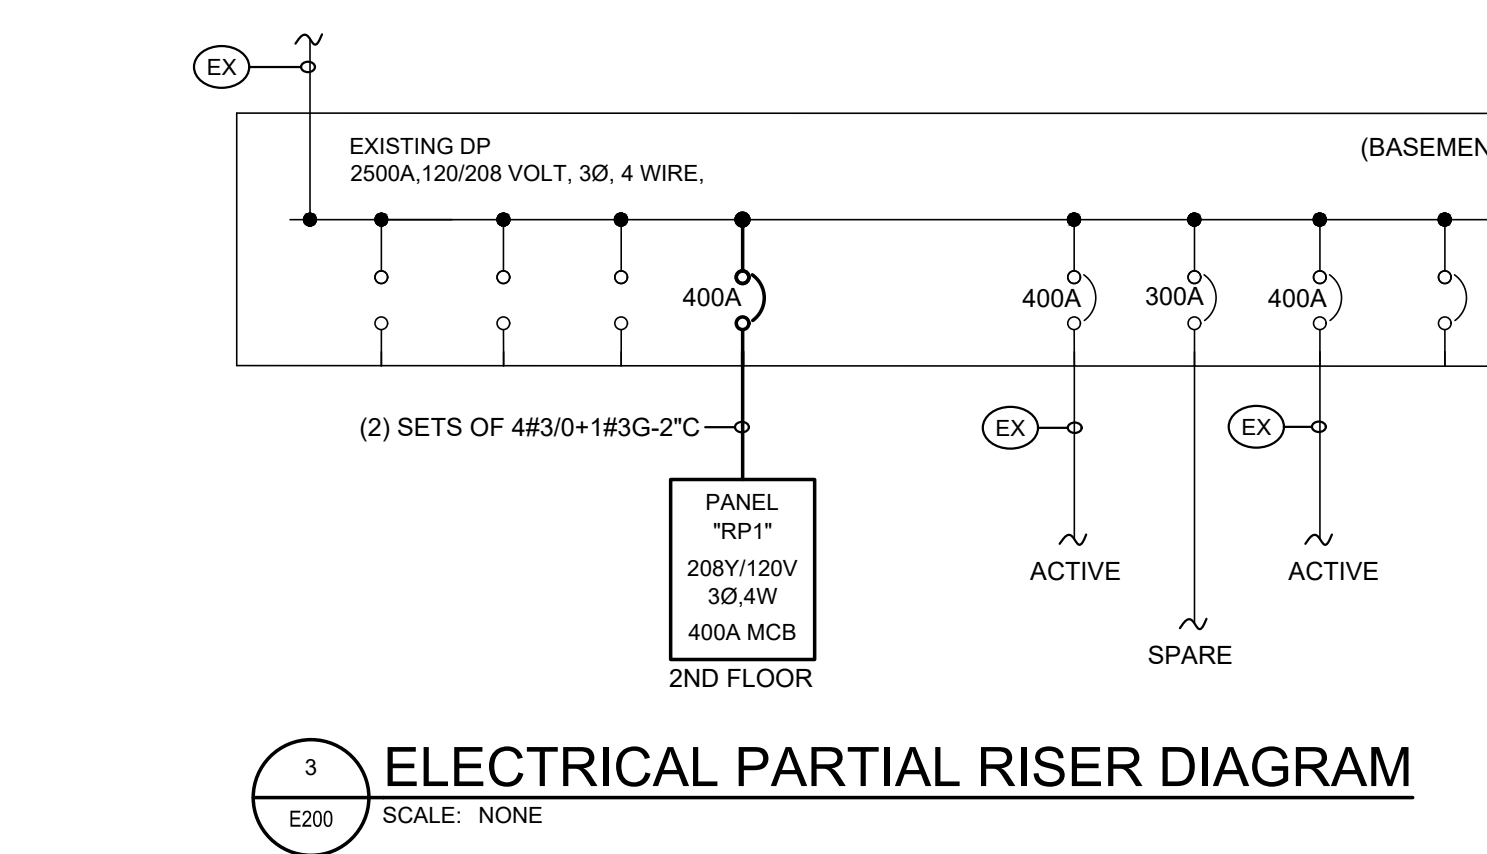 EX
EXISTING DP
2500A,120/208 VOLT, 3Ø, 4 WIRE,
(BASEMEN
400A
400A
300A
400A
(2) SETS OF 4#3/0+1#3G-2"C
EX
EX
PANEL
"RP1"
208Y/120V
3Ø,4W
400A MCB
2ND FLOOR
ACTIVE
ACTIVE
SPARE
3
E200
ELECTRICAL PARTIAL RISER DIAGRAM
SCALE: NONE